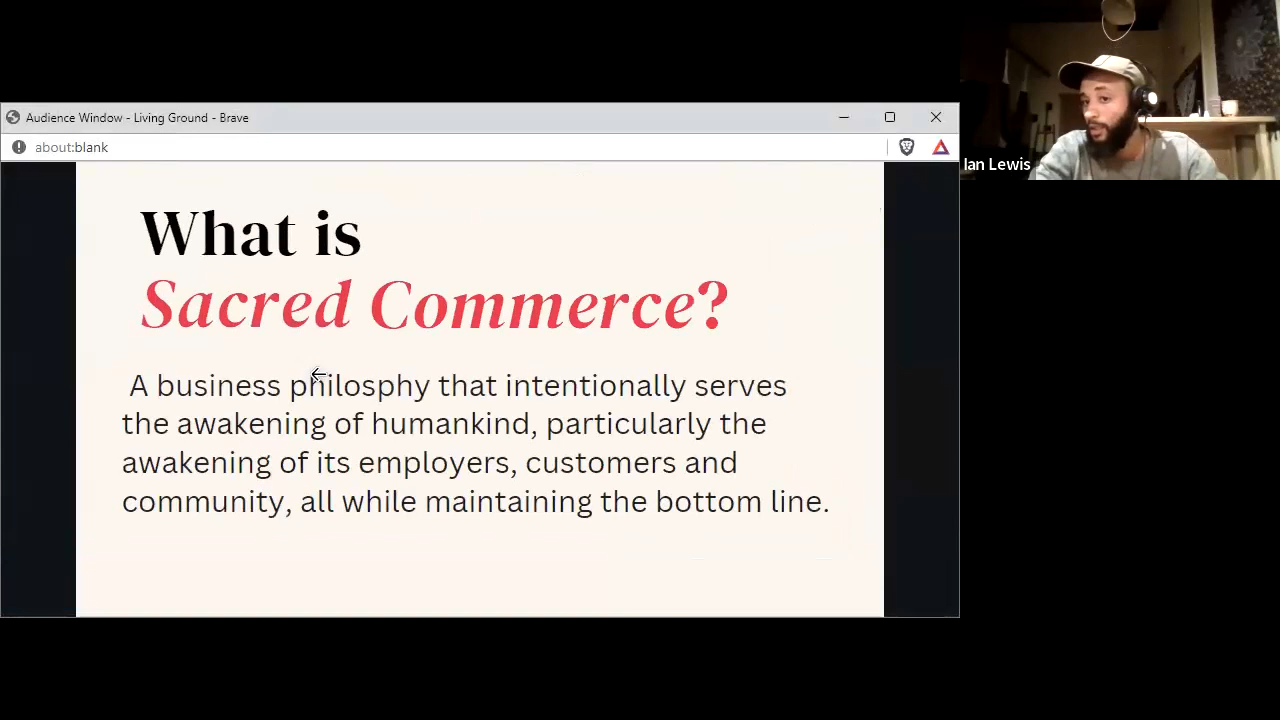 Audience Window - Living Ground - Brave
about:blank
Ian Lewis
What is
Sacred Commerce?
A business philosphy that intentionally serves
the awakening of humankind, particularly the
awakening of its employers, customers and
community, all while maintaining the bottom line.